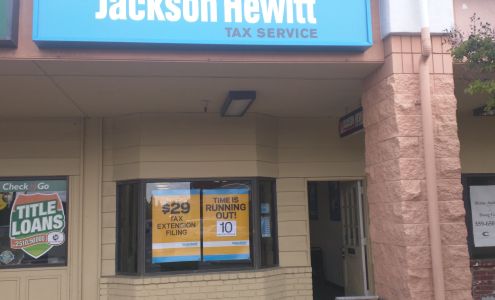 Jackson Hewitt
TAX SERVICE
Check Go
TITLE
LOANS
$29
TAX
EXTENSION
FILING
TIME IS
RUNNING
OUT!
10